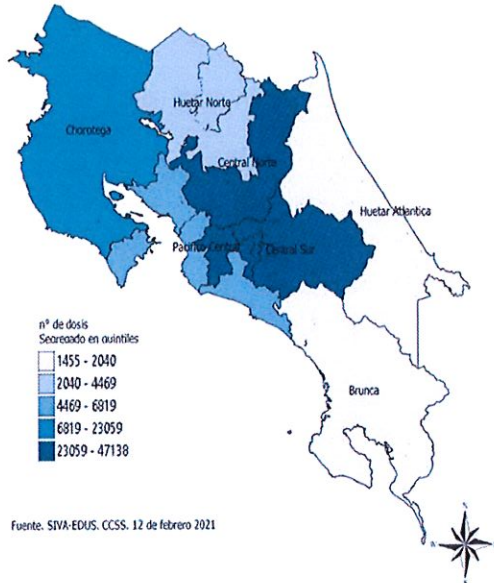 Huetar Norte
Chorotega
Central Norte
Huetar Atlantica
Pacifico Central
Central Sur
nº de dosis
Segregado en quintiles
1455 - 2040
2040 - 4469
4469 - 6819
6819 - 23059
23059 - 47138
Brunca
Fuente. SIVA-EDUS. CCSS. 12 de febrero 2021
N